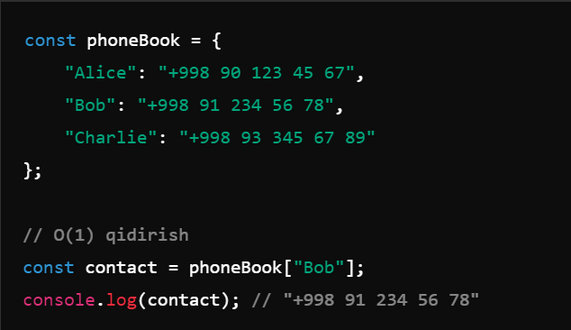 const phoneBook = {
    "Alice": "+998 90 123 45 67",
    "Bob": "+998 91 234 56 78",
    "Charlie": "+998 93 345 67 89"
};
// O(1) qidirish
const contact = phoneBook["Bob"];
console.log(contact); // "+998 91 234 56 78"